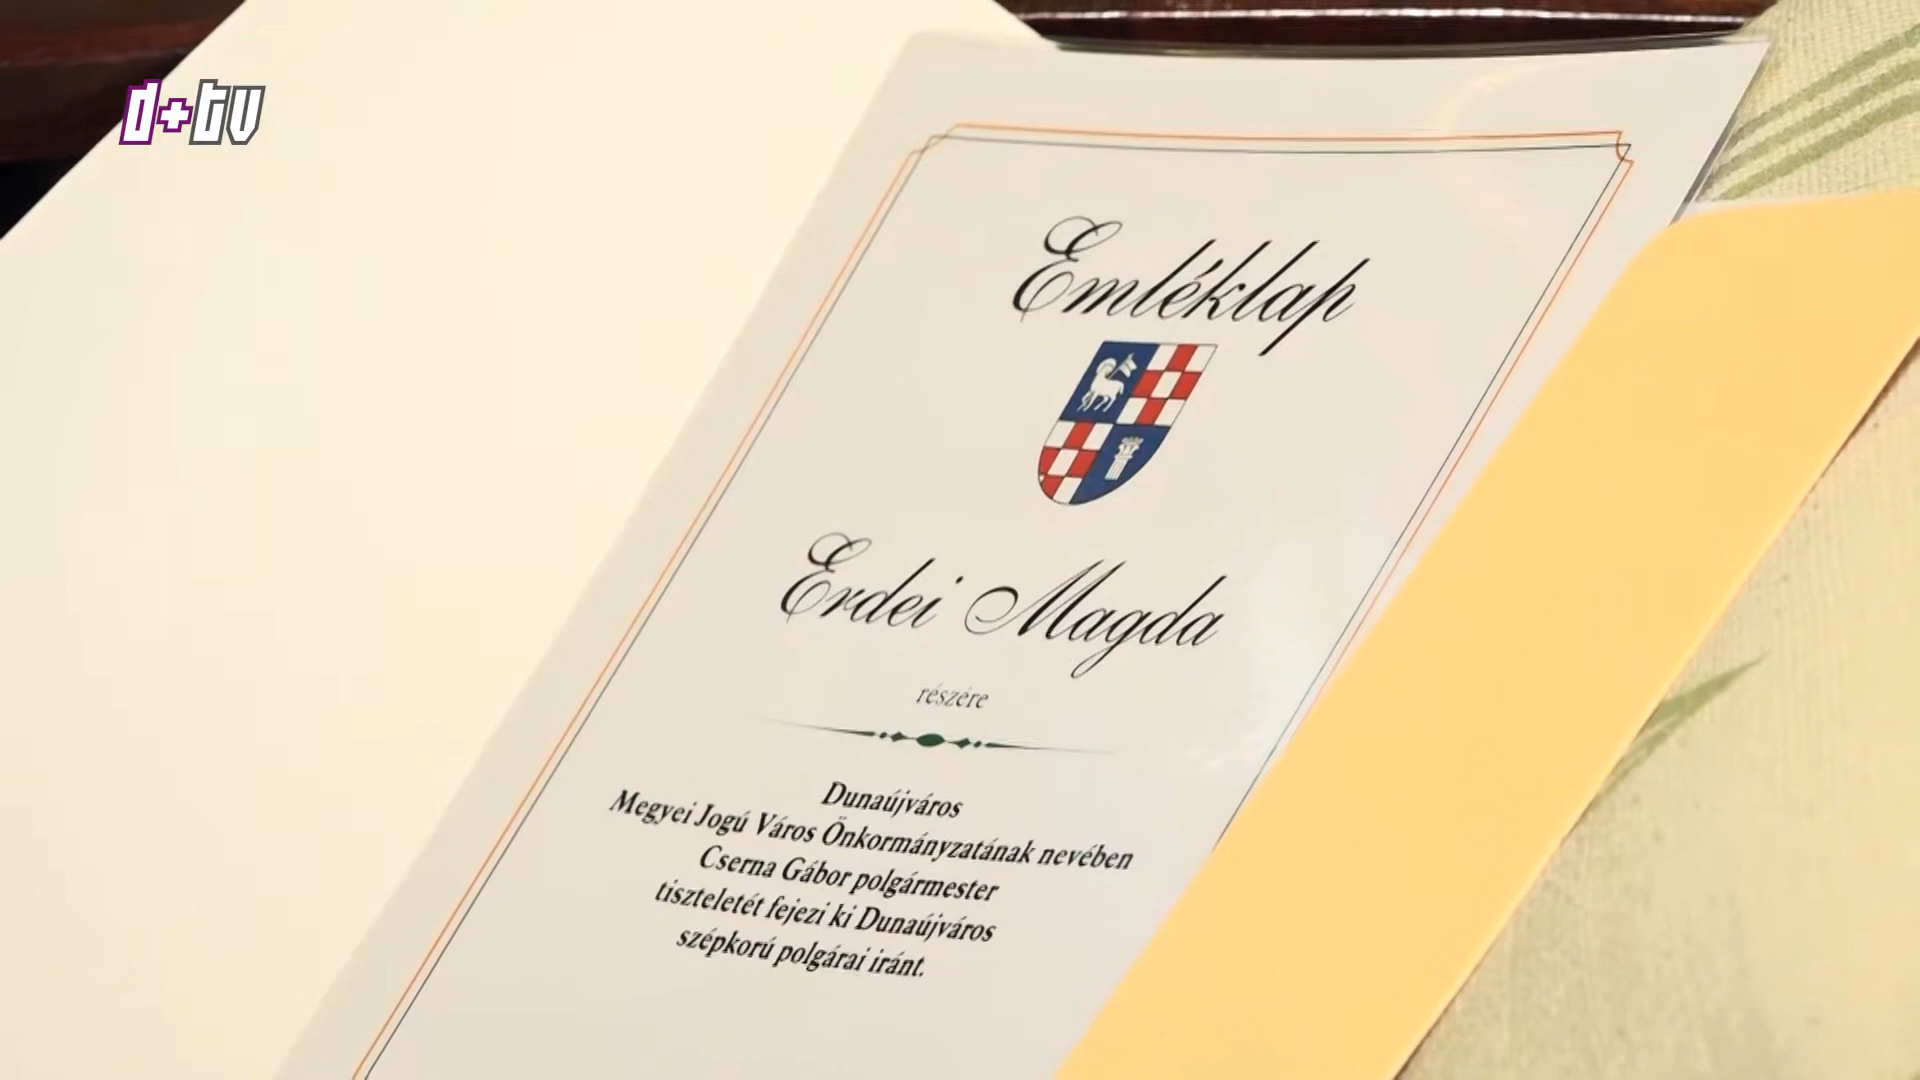 d+tv
Emléklap
Erdei Magda
részére
Dunaújváros
Megyei Jogú Város Önkormányzatának nevében
Cserna Gábor polgármester
tiszteletét fejezi ki Dunaújváros
szépkorú polgárai iránt.